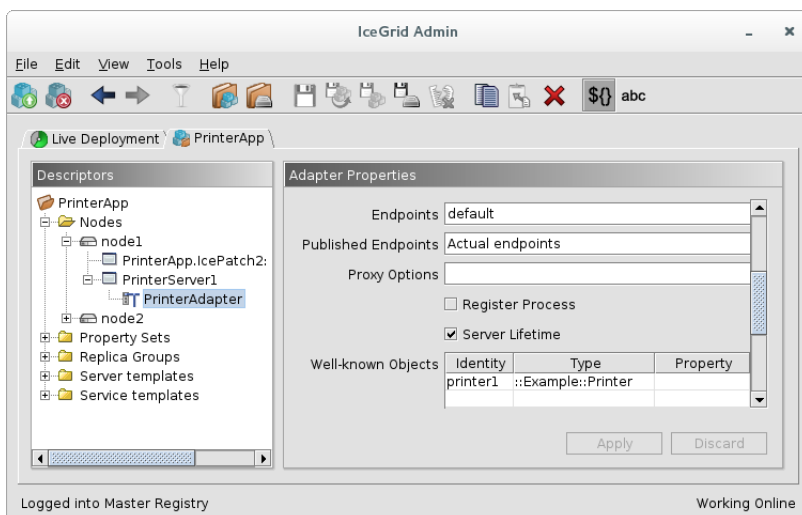 IceGrid Admin
File Edit View Tools Help
${} abc
Live Deployment PrinterApp
Descriptors
PrinterApp
Nodes
node1
PrinterApp.IcePatch2:
PrinterServer1
PrinterAdapter
node2
Property Sets
Replica Groups
Server templates
Service templates
Adapter Properties
Endpoints default
Published Endpoints Actual endpoints
Proxy Options
Register Process
Server Lifetime
Well-known Objects Identity Type Property
printer1 ::Example::Printer
Apply Discard
Logged into Master Registry Working Online